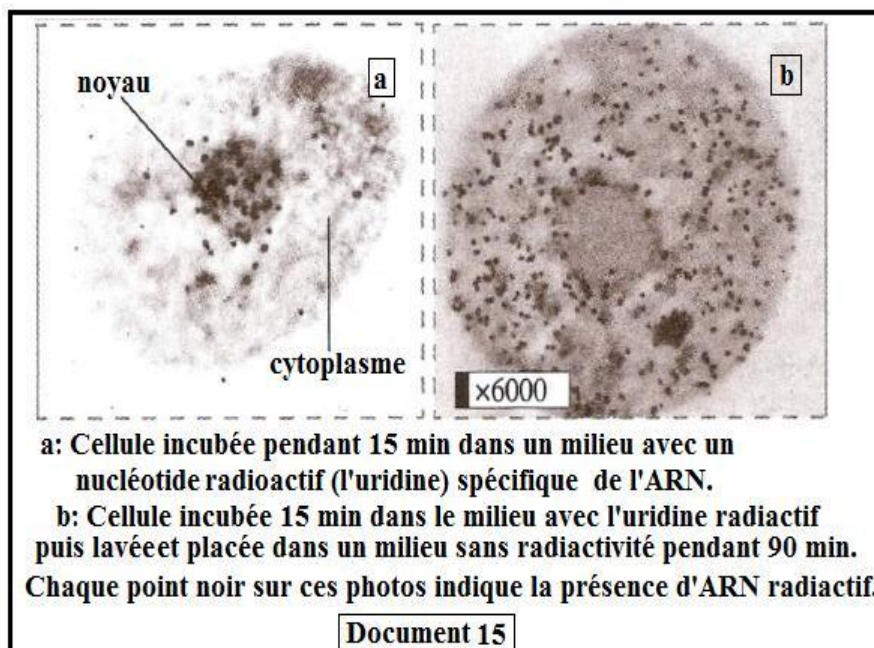 noyau
a
b
cytoplasme
×6000
a: Cellule incubée pendant 15 min dans un milieu avec un
nucléotide radioactif (l'uridine) spécifique de l'ARN.
b: Cellule incubée 15 min dans le milieu avec l'uridine radiactif
puis lavéeet placée dans un milieu sans radiactivité pendant 90 min.
Chaque point noir sur ces photos indique la présence d'ARN radiactif.
Document 15